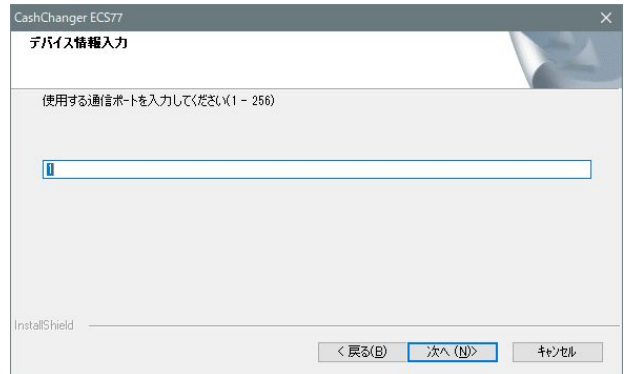 CashChanger ECS77
デバイス情報入力
使用する通信ポートを入力してください(1 - 256)
1
InstallShield
< 戻る(B)
次へ (N)>
キャンセル